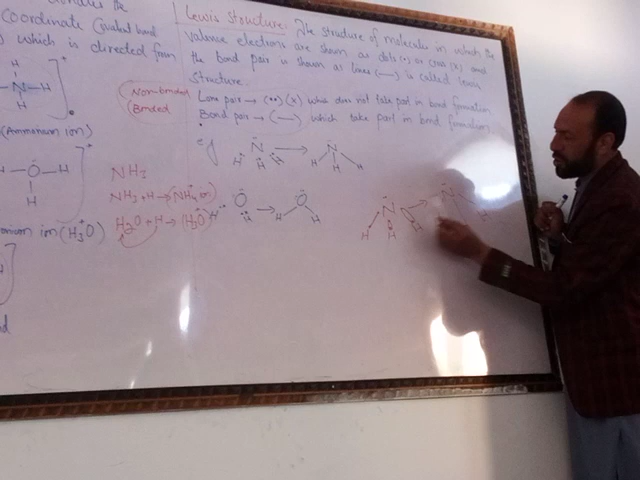 the
coordinate Covalent bond
which is directed from
H
N H
(Ammonium ion)
H O H
H
ion (H3O)
Lewis Structure: The structure of molecules in which the
valence electrons are shown as dots (•) or cross (x) and
the bond pair is shown as lines (—) is called Lewis
Structure.
Non-bonded
Bonded
Lone pair → (••) (x) which does not take part in bond formation
Bond pair → (—) which take part in bond formation
eg
N → N
H H H H H H
NH3
NH3 + H → (NH4
H2O + H → (H3O)
O → O
H H H H
N → N
H H H H